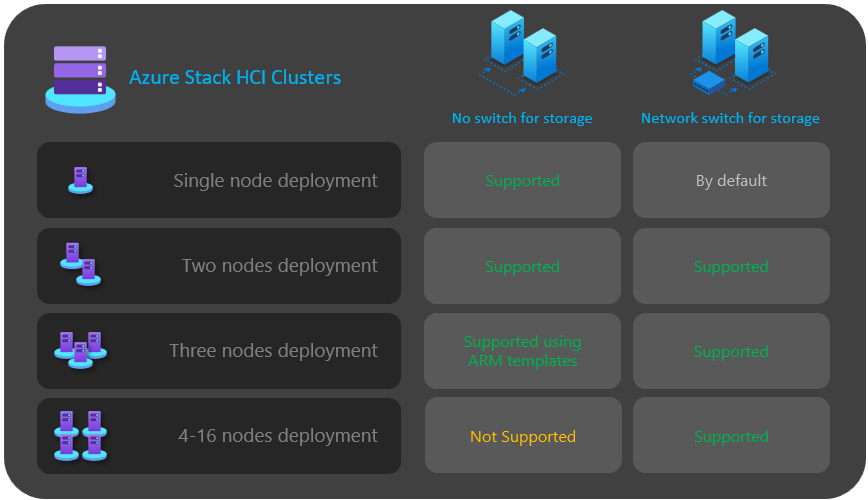 Azure Stack HCI Clusters
No switch for storage
Network switch for storage
Single node deployment
Supported
By default
Two nodes deployment
Supported
Supported
Three nodes deployment
Supported using
ARM templates
Supported
4-16 nodes deployment
Not Supported
Supported